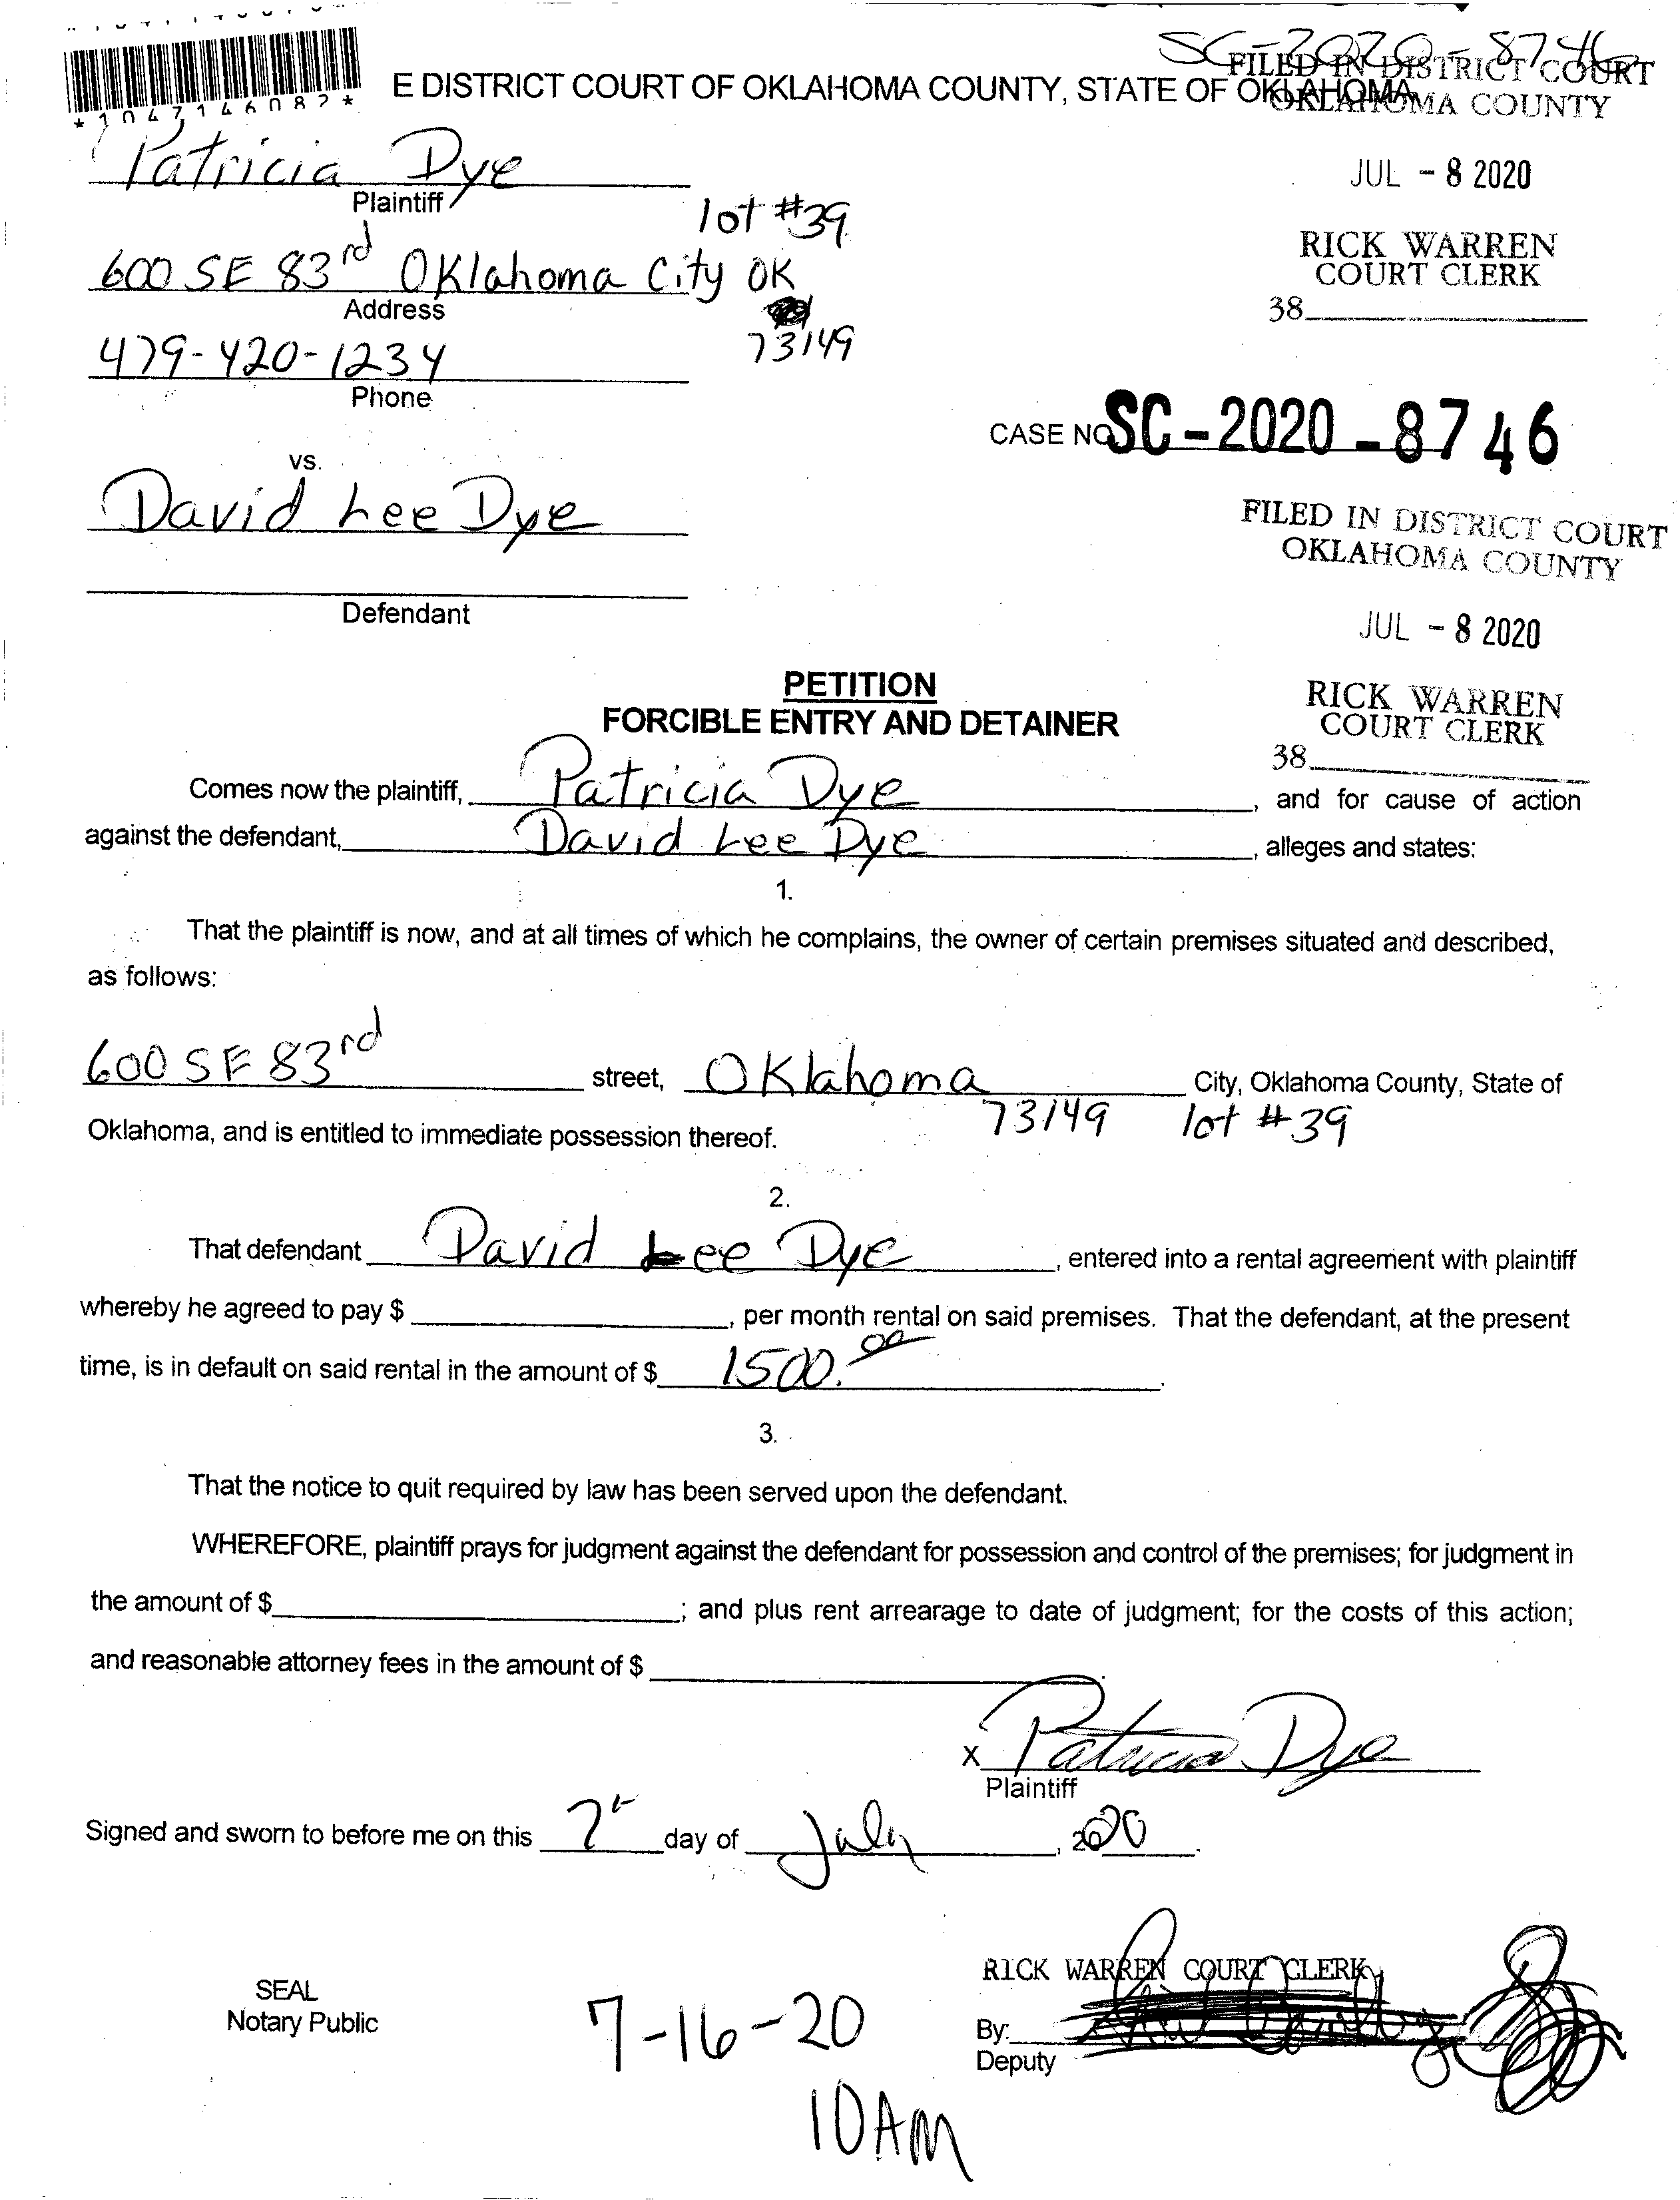 SC-2020-8746
FILED IN DISTRICT COURT
OKLAHOMA COUNTY
*1047146082*
E DISTRICT COURT OF OKLAHOMA COUNTY, STATE OF OKLAHOMA
JUL - 8 2020
RICK WARREN
COURT CLERK
38
Patricia Dye
Plaintiff
lot #39
600 SE 83rd Oklahoma City OK
Address
73149
479-420-1234
Phone
CASE NO SC-2020-8746
vs.
David Lee Dye
Defendant
FILED IN DISTRICT COURT
OKLAHOMA COUNTY
JUL - 8 2020
RICK WARREN
COURT CLERK
38
PETITION
FORCIBLE ENTRY AND DETAINER
Comes now the plaintiff, Patricia Dye, and for cause of action
against the defendant, David Lee Dye, alleges and states:
1.
That the plaintiff is now, and at all times of which he complains, the owner of certain premises situated and described,
as follows:
600 SE 83rd street, Oklahoma City, Oklahoma County, State of
73149 lot #39
Oklahoma, and is entitled to immediate possession thereof.
2.
That defendant David Lee Dye, entered into a rental agreement with plaintiff
whereby he agreed to pay $ , per month rental on said premises. That the defendant, at the present
time, is in default on said rental in the amount of $ 1500.00.
3.
That the notice to quit required by law has been served upon the defendant.
WHEREFORE, plaintiff prays for judgment against the defendant for possession and control of the premises; for judgment in
the amount of $ ; and plus rent arrearage to date of judgment; for the costs of this action;
and reasonable attorney fees in the amount of $
X Patricia Dye
Plaintiff
Signed and sworn to before me on this 7th day of July, 2020.
RICK WARREN COURT CLERK
SEAL
Notary Public
By:
Deputy
7-16-20
10AM